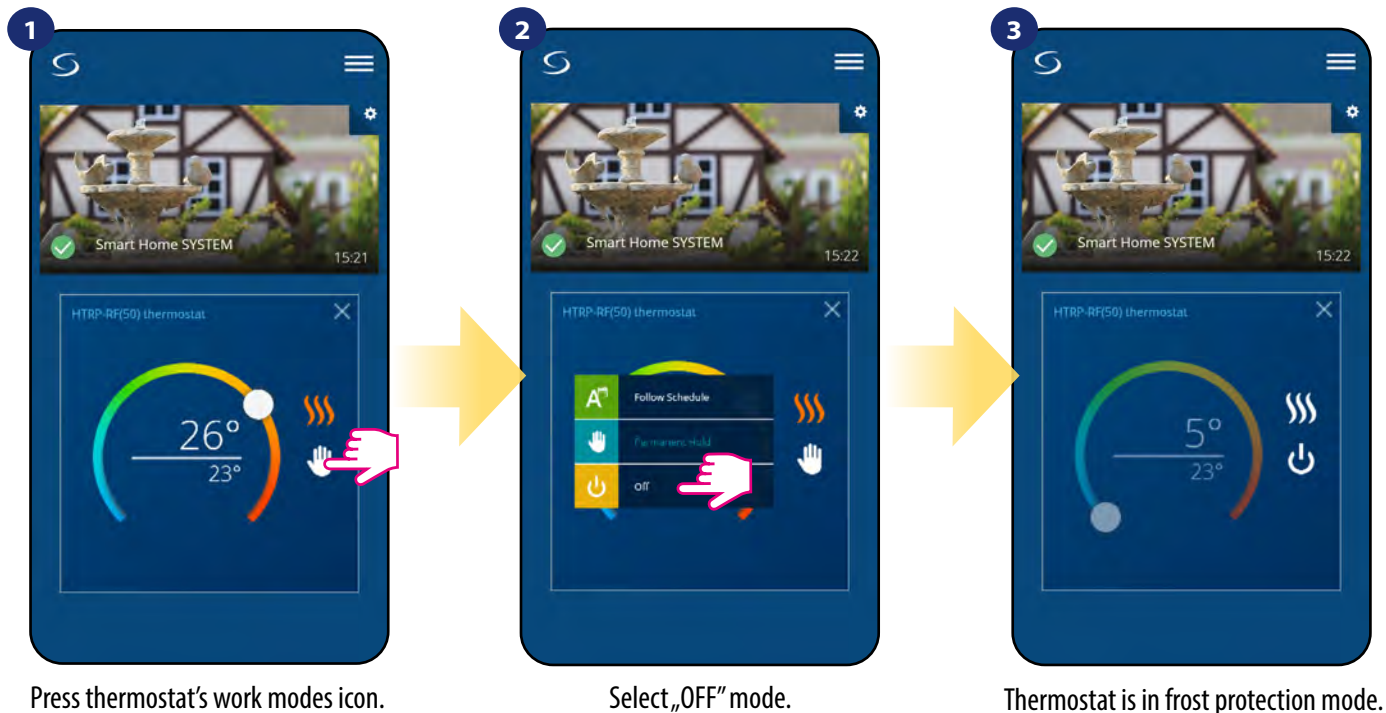 1
Smart Home SYSTEM
15:21
HTRP-RF(50) thermostat
26°
23°
Press thermostat's work modes icon.
2
Smart Home SYSTEM
15:22
HTRP-RF(50) thermostat
A
Follow Schedule
Permanent Hold
Off
Select „OFF" mode.
3
Smart Home SYSTEM
15:22
HTRP-RF(50) thermostat
5°
23°
Thermostat is in frost protection mode.